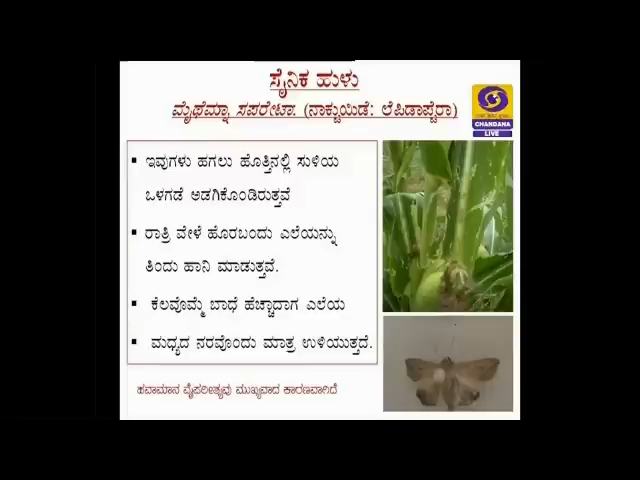 ಸೈನಿಕ ಹುಳು
ಮೈಥೆಮ್ನಾ ಸಪರೇಟಾ (ನಾಕ್ಟುಯಿಡೆ: ಲೆಪಿಡಾಪ್ಟೆರಾ)
CHANDANA
LIVE
▪ ಇವುಗಳು ಹಗಲು ಹೊತ್ತಿನಲ್ಲಿ ಸುಳಿಯ
ಒಳಗಡೆ ಅಡಗಿಕೊಂಡಿರುತ್ತವೆ
▪ ರಾತ್ರಿ ವೇಳೆ ಹೊರಬಂದು ಎಲೆಯನ್ನು
ತಿಂದು ಹಾನಿ ಮಾಡುತ್ತವೆ.
▪ ಕೆಲವೊಮ್ಮೆ ಬಾಧೆ ಹೆಚ್ಚಾದಾಗ ಎಲೆಯ
▪ ಮಧ್ಯದ ನರವೊಂದು ಮಾತ್ರ ಉಳಿಯುತ್ತದೆ.
ಹವಾಮಾನ ವೈಪರೀತ್ಯವು ಮುಖ್ಯವಾದ ಕಾರಣವಾಗಿದೆ